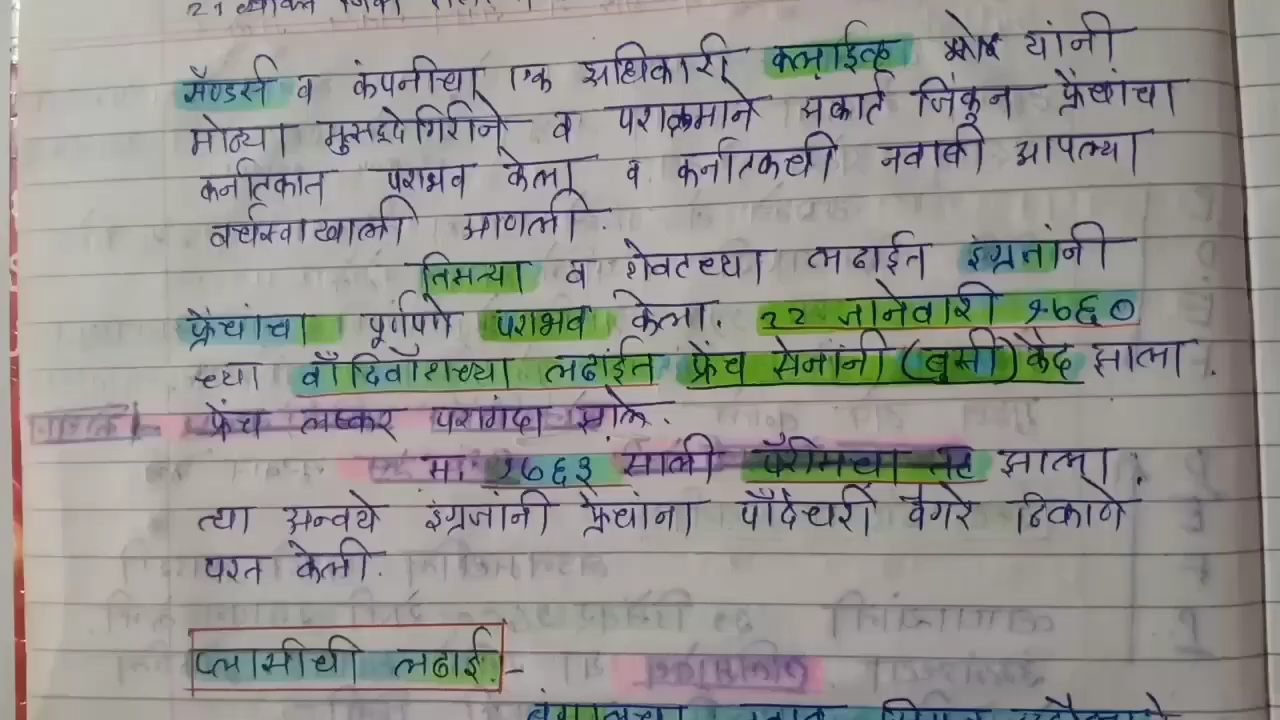 सॅण्डर्स व कंपनीचा एक अधिकारी क्लाईव्ह यांनी
मोठ्या मुत्सद्देगिरीने व पराक्रमाने अर्काट जिंकून फ्रेंचांचा
कर्नाटकात पराभव केला व कर्नाटकची नवाबी आपल्या
वर्चस्वाखाली आणली.
तिसऱ्या व शेवटच्या लढाईत इंग्रजांनी
फ्रेंचांचा पूर्णपणे पराभव केला. २२ जानेवारी १७६०
च्या वाँदिवॉशच्या लढाईत फ्रेंच सेनांनी (बुसी) कैद झाला.
फ्रेंच लष्कर परागंदा झाले.
स. १७६३ साली पॅरीसचा तह झाला.
त्या अन्वये इंग्रजांनी फ्रेंचांना पाँदेचरी वगैरे ठिकाणे
परत केली.
प्लासीची लढाई :-